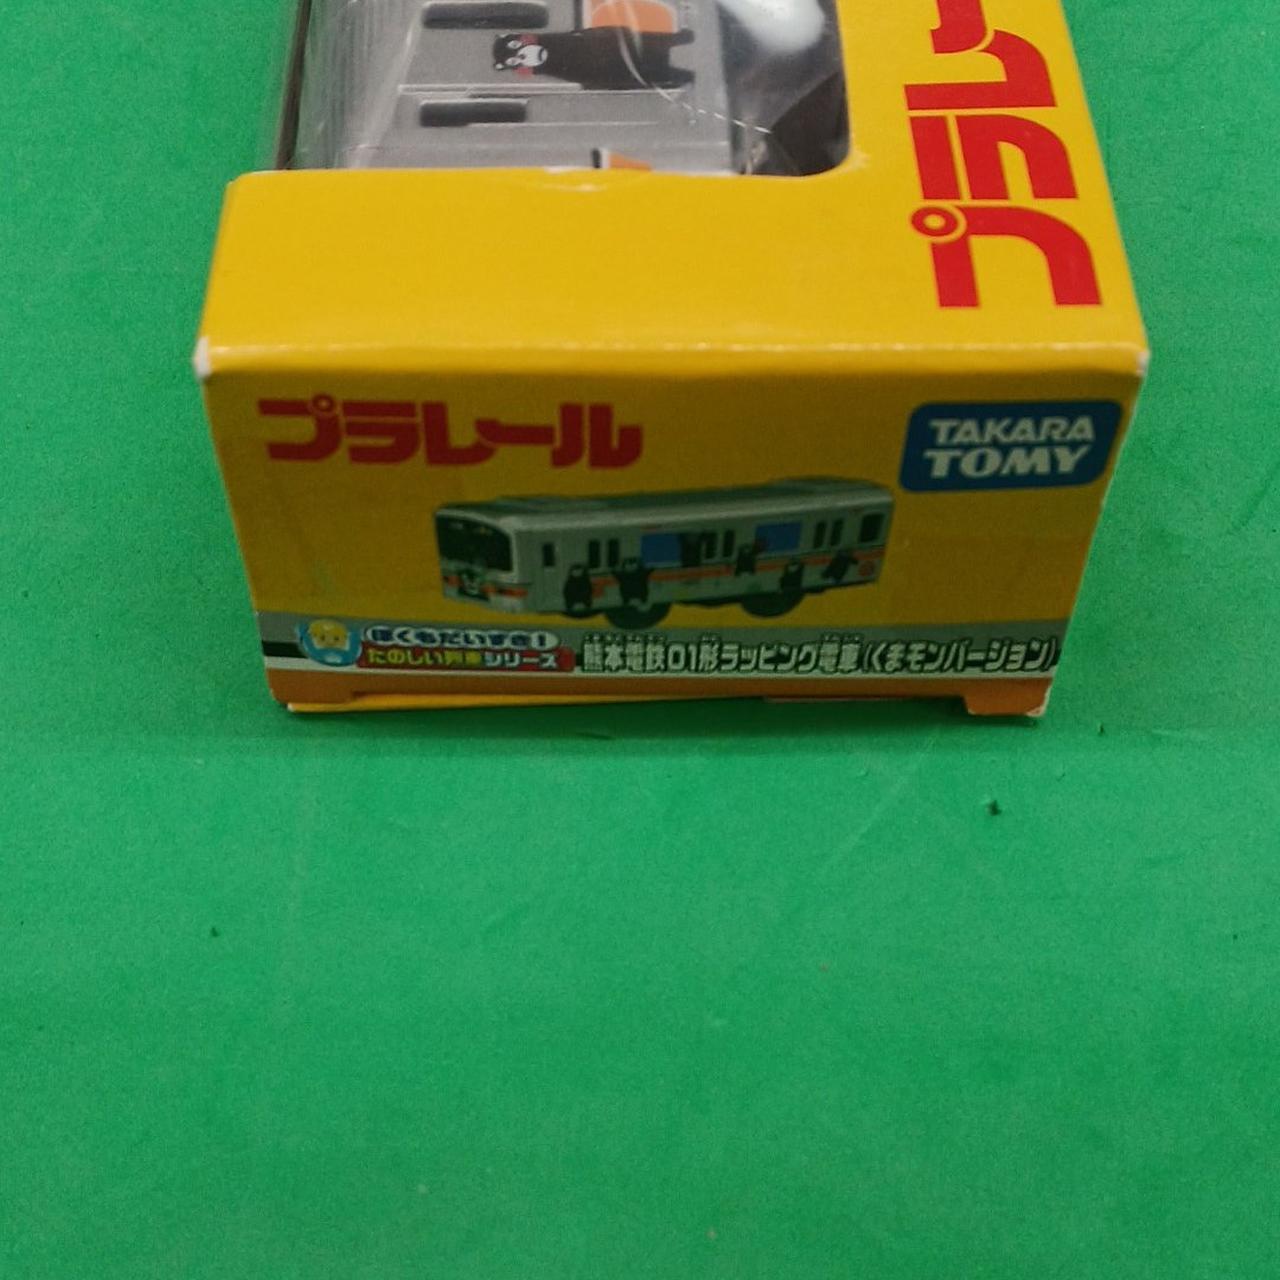 プラレール
プラレール
TAKARA
TOMY
ぼくもだいすき!
たのしい列車シリーズ
熊本電鉄01形ラッピング電車(くまモンバージョン)